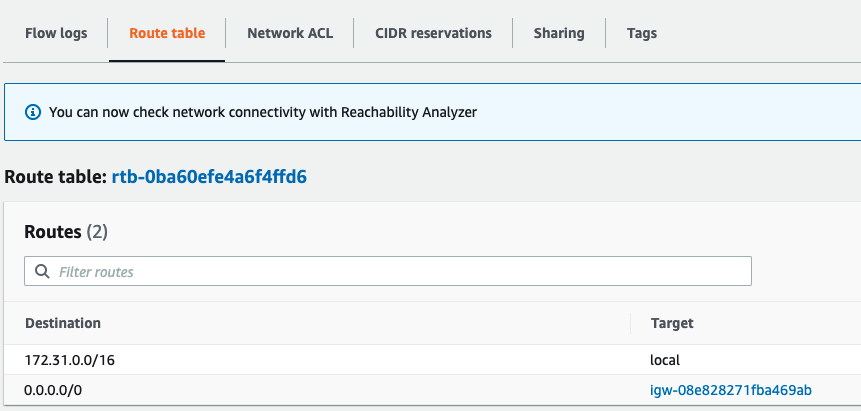 Flow logs Route table Network ACL CIDR reservations Sharing Tags
You can now check network connectivity with Reachability Analyzer
Route table: rtb-0ba60efe4a6f4ffd6
Routes (2)
Filter routes
Destination Target
172.31.0.0/16 local
0.0.0.0/0 igw-08e828271fba469ab